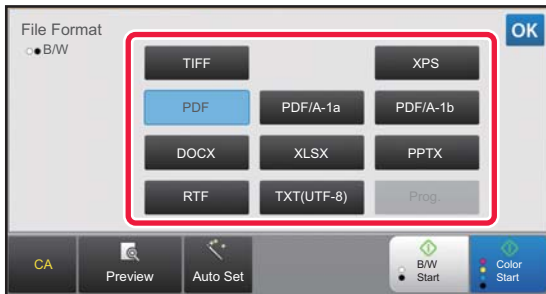 File Format
OK
B/W
TIFF
XPS
PDF
PDF/A-1a
PDF/A-1b
DOCX
XLSX
PPTX
RTF
TXT(UTF-8)
Prog.
CA
Preview
Auto Set
B/W
Start
Color
Start